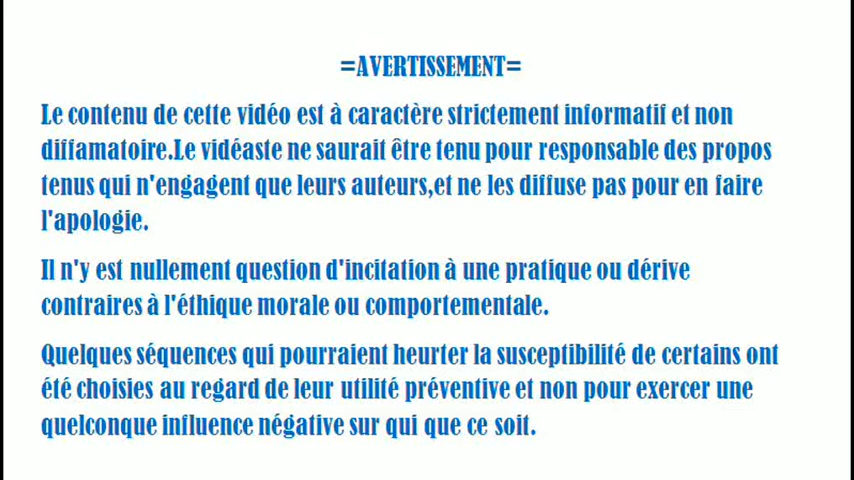 =AVERTISSEMENT=
Le contenu de cette vidéo est à caractère strictement informatif et non
diffamatoire.Le vidéaste ne saurait être tenu pour responsable des propos
tenus qui n'engagent que leurs auteurs,et ne les diffuse pas pour en faire
l'apologie.
Il n'y est nullement question d'incitation à une pratique ou dérive
contraires à l'éthique morale ou comportementale.
Quelques séquences qui pourraient heurter la susceptibilité de certains ont
été choisies au regard de leur utilité préventive et non pour exercer une
quelconque influence négative sur qui que ce soit.